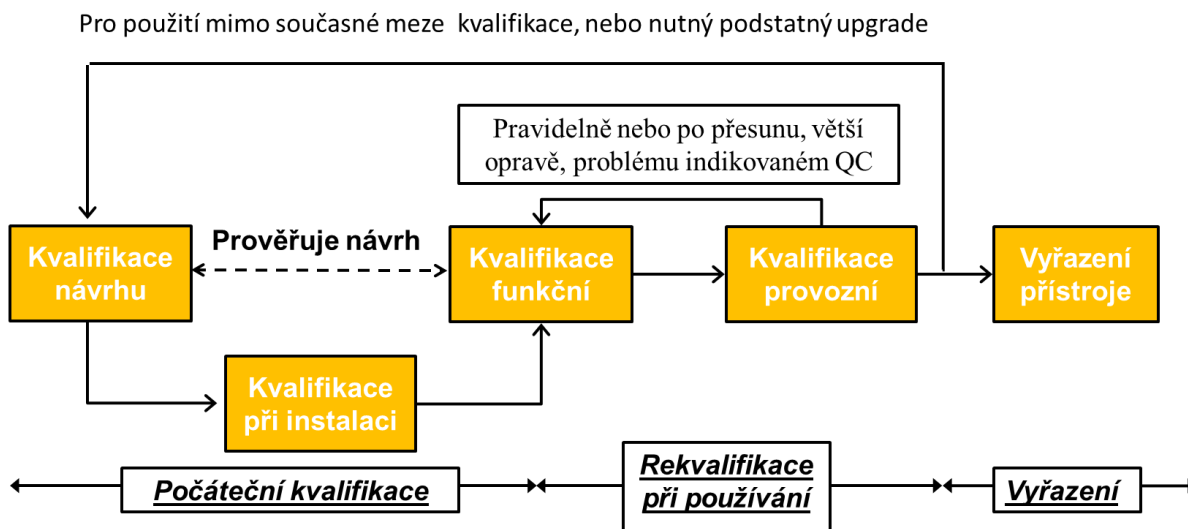 Pro použití mimo současné meze kvalifikace, nebo nutný podstatný upgrade
Pravidelně nebo po přesunu, větší
opravě, problému indikovaném QC
Kvalifikace
návrhu
Prověřuje návrh
Kvalifikace
funkční
Kvalifikace
provozní
Vyřazení
přístroje
Kvalifikace
při instalaci
Počáteční kvalifikace
Rekvalifikace
při používání
Vyřazení